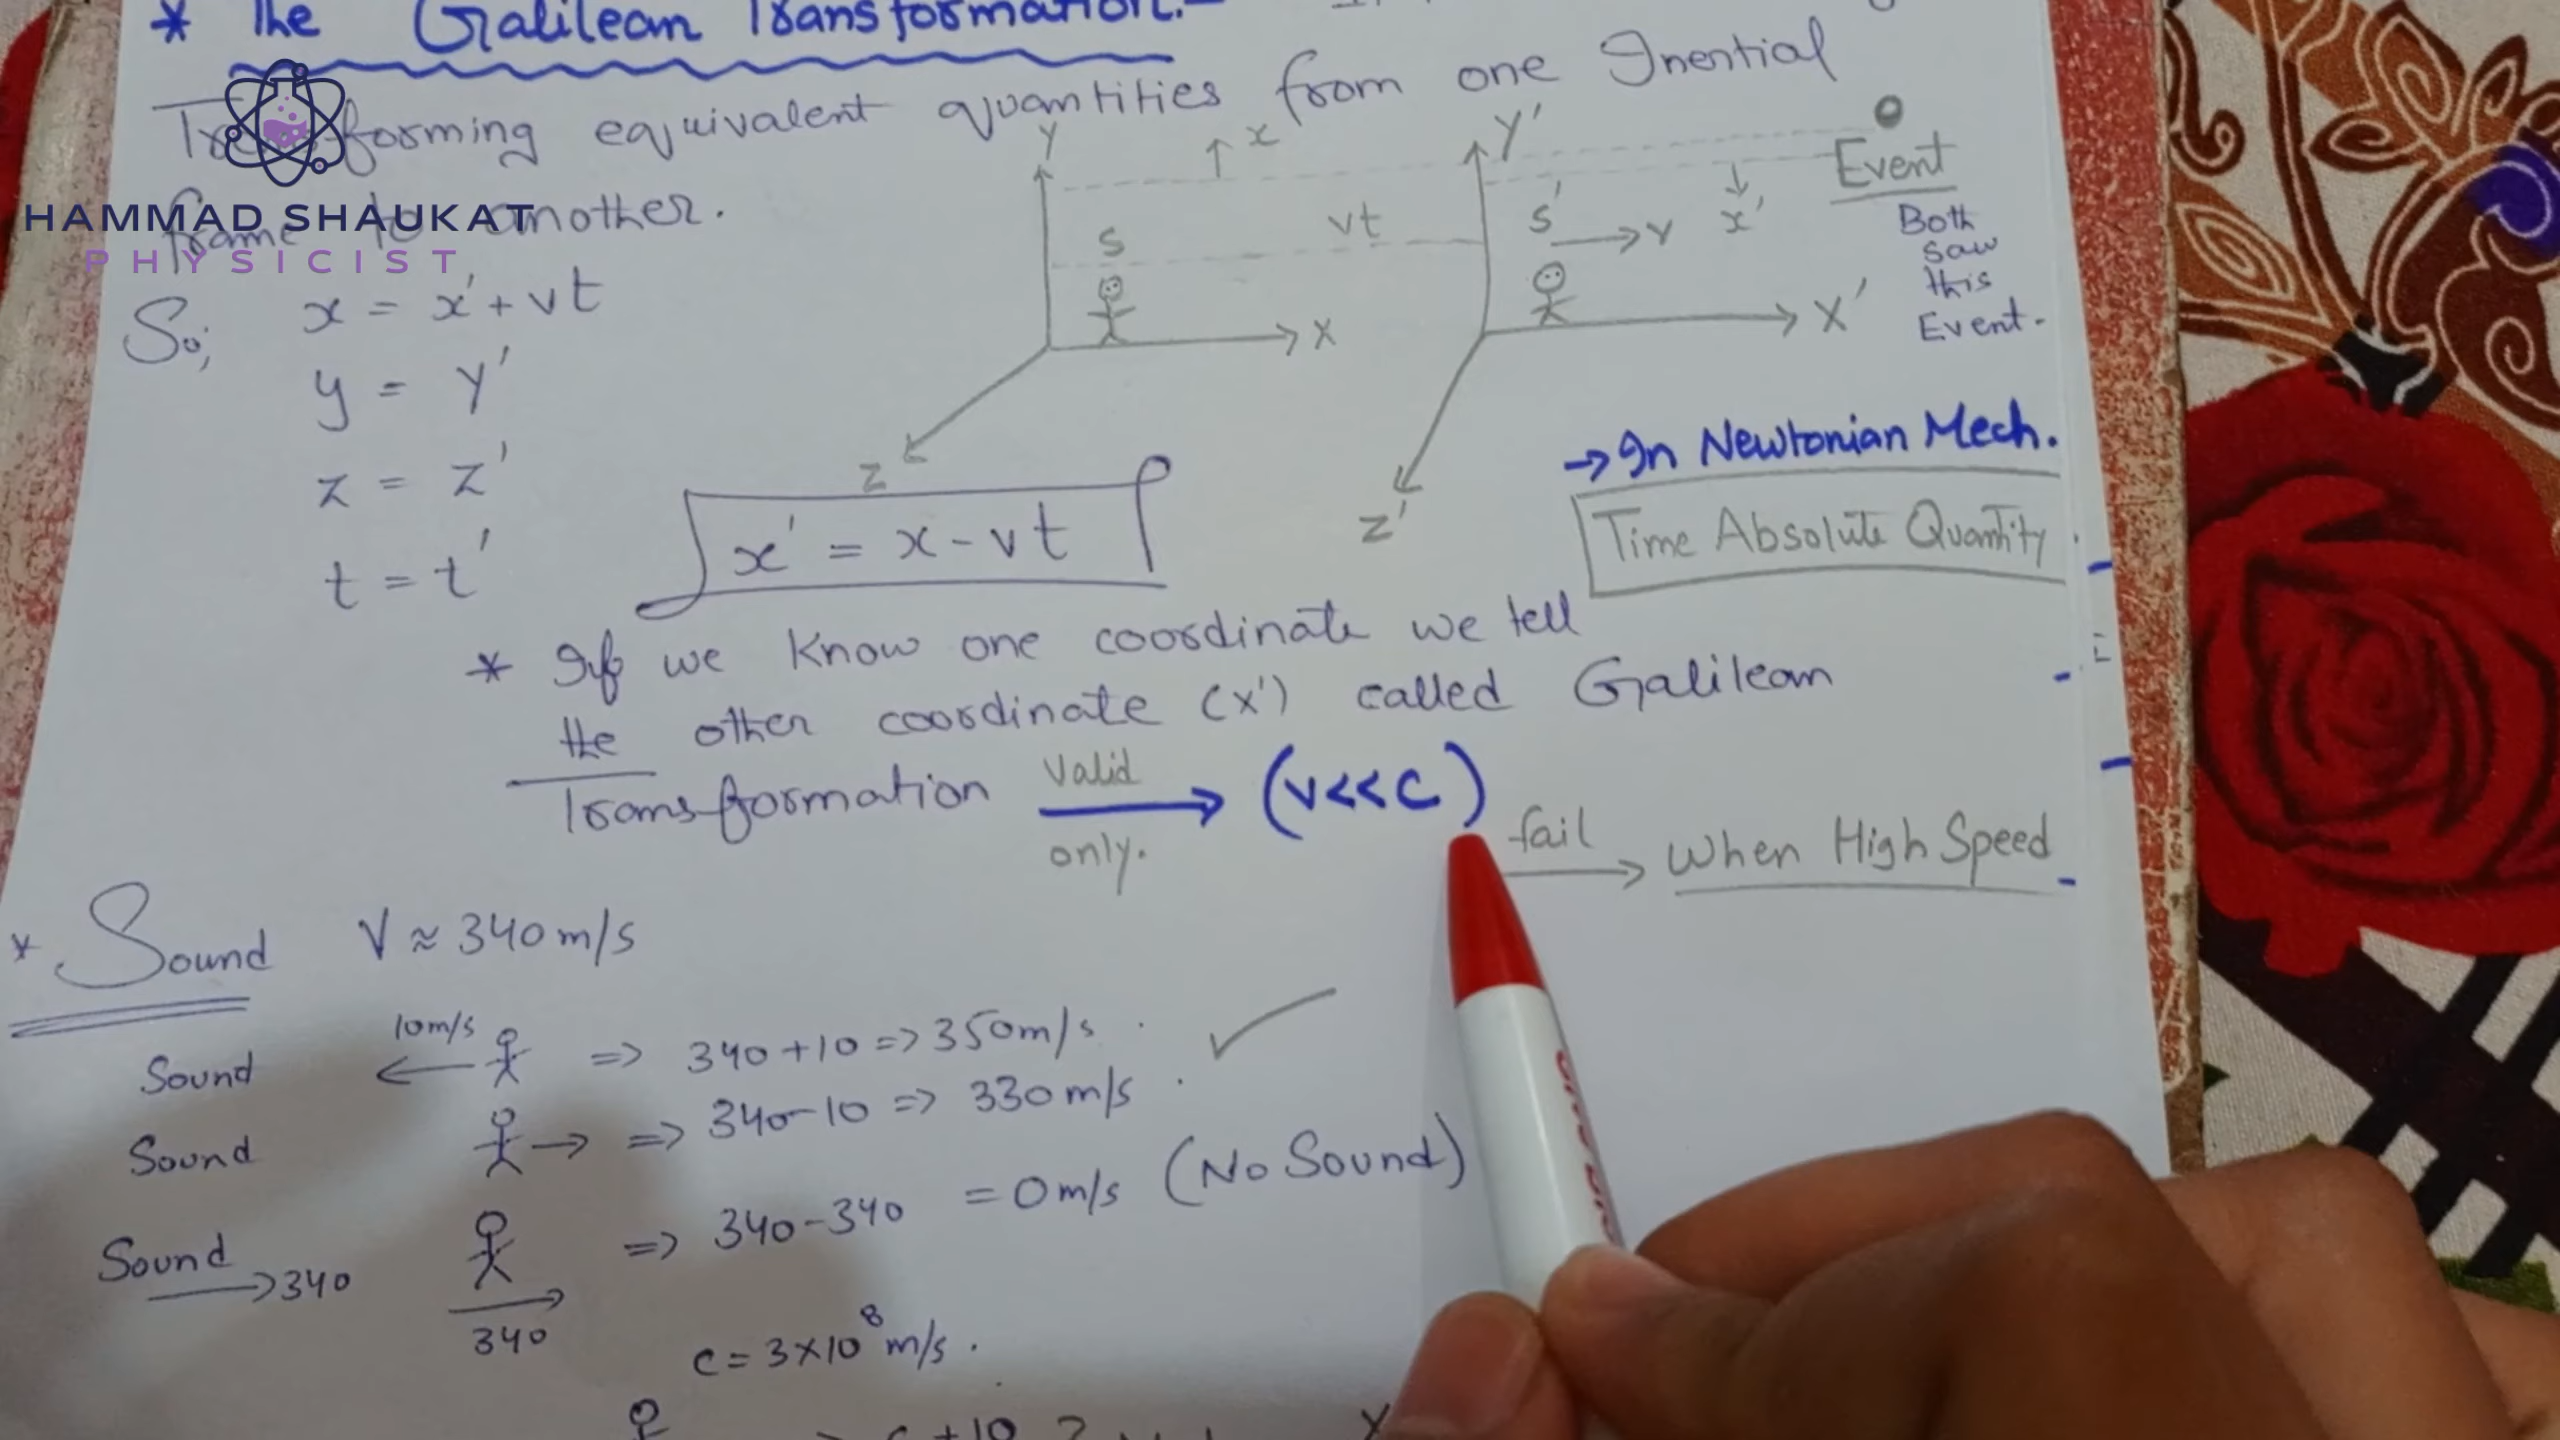 * The Galilean Transformation:-
Transforming equivalent quantities from one Inertial
frame to another.
HAMMAD SHAUKAT
PHYSICIST
So; x = x' + vt
y = y'
z = z'
t = t'
x' = x - vt
Y
x
S
vt
X
Z
Y'
S'
→ v
x'
X'
Z'
Event
Both
saw
this
Event.
→ In Newtonian Mech.
Time Absolute Quantity
* If we know one coordinate we tell
the other coordinate (x') called Galilean
Transformation valid only. → (v<<c) fail → When High Speed
* Sound V ≈ 340 m/s
Sound 10 m/s ← => 340+10 => 350 m/s.
Sound → => 340-10 => 330 m/s.
Sound → 340 340 => 340-340 = 0 m/s (No Sound)
c = 3×10⁸ m/s.
c+10 ?